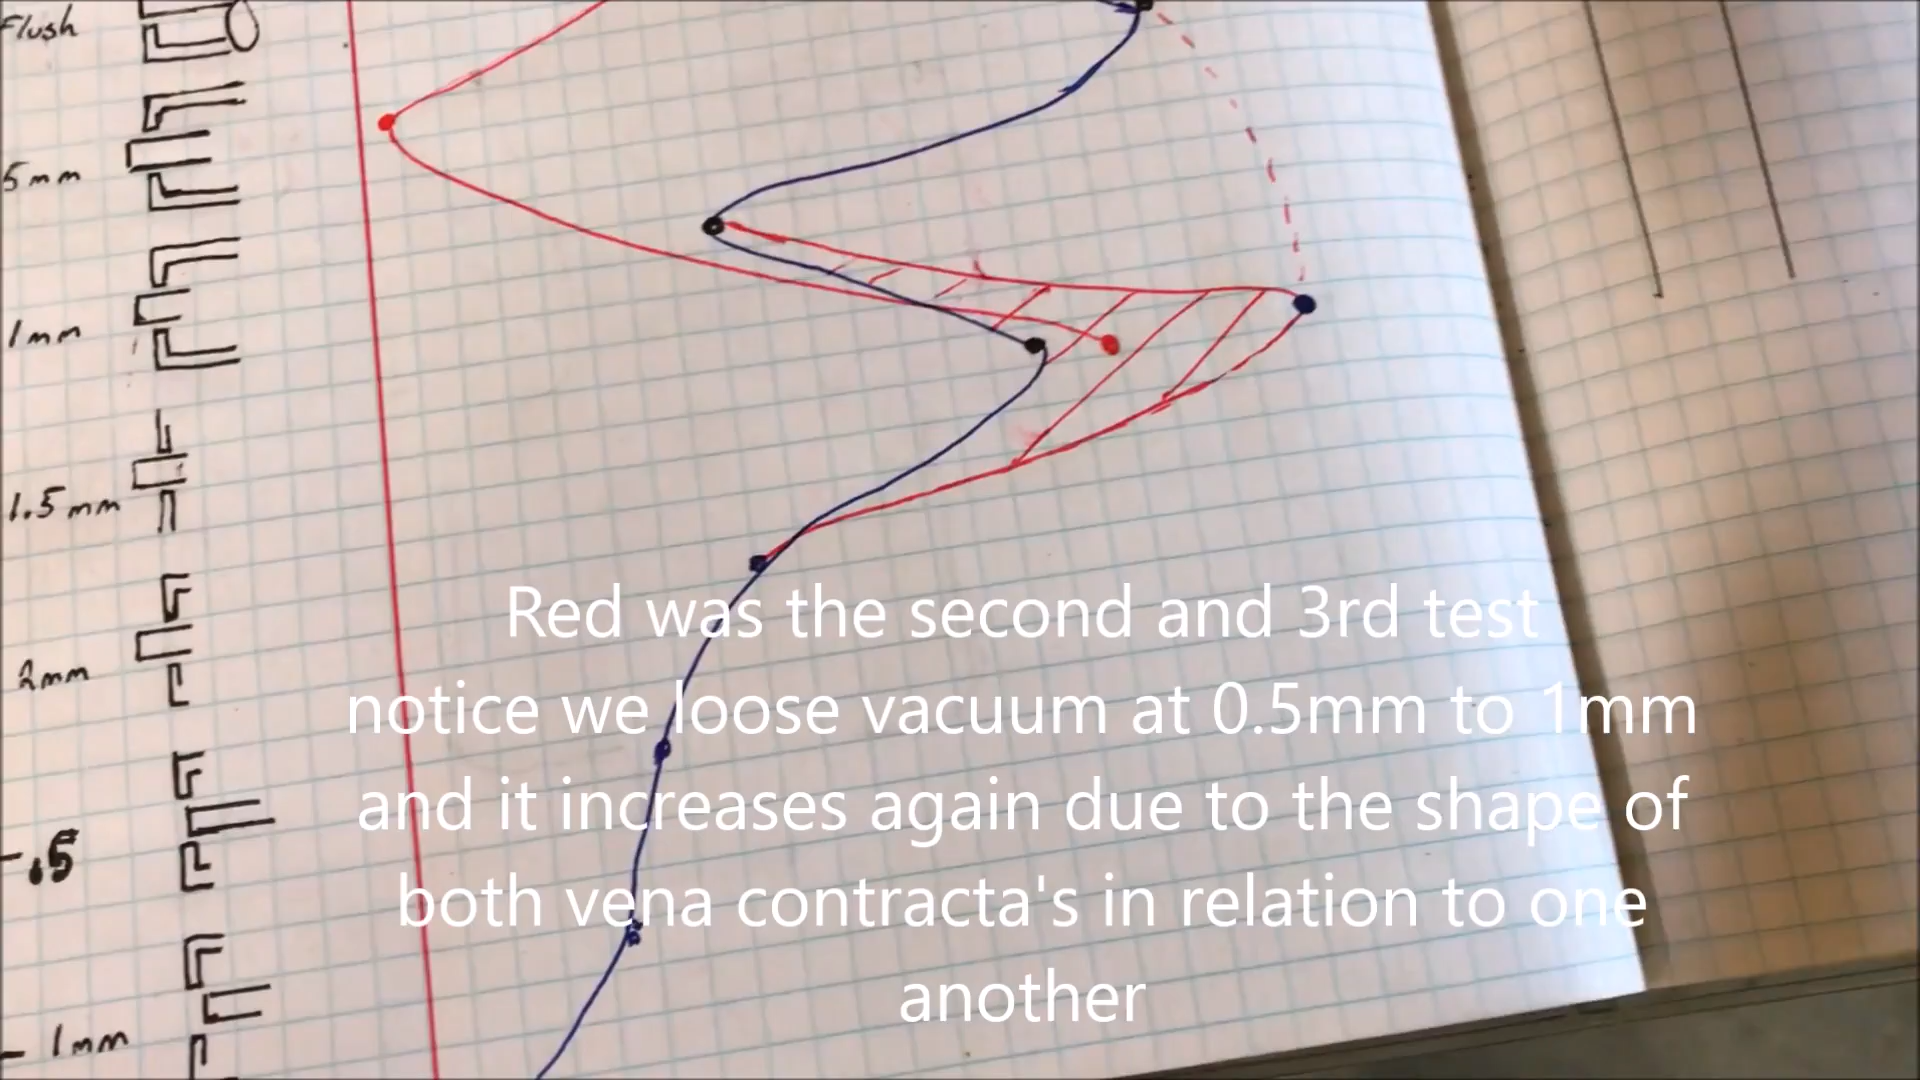 Flush
5mm
1mm
1.5mm
2mm
-.5
- 1mm
Red was the second and 3rd test
notice we loose vacuum at 0.5mm to 1mm
and it increases again due to the shape of
both vena contracta's in relation to one
another